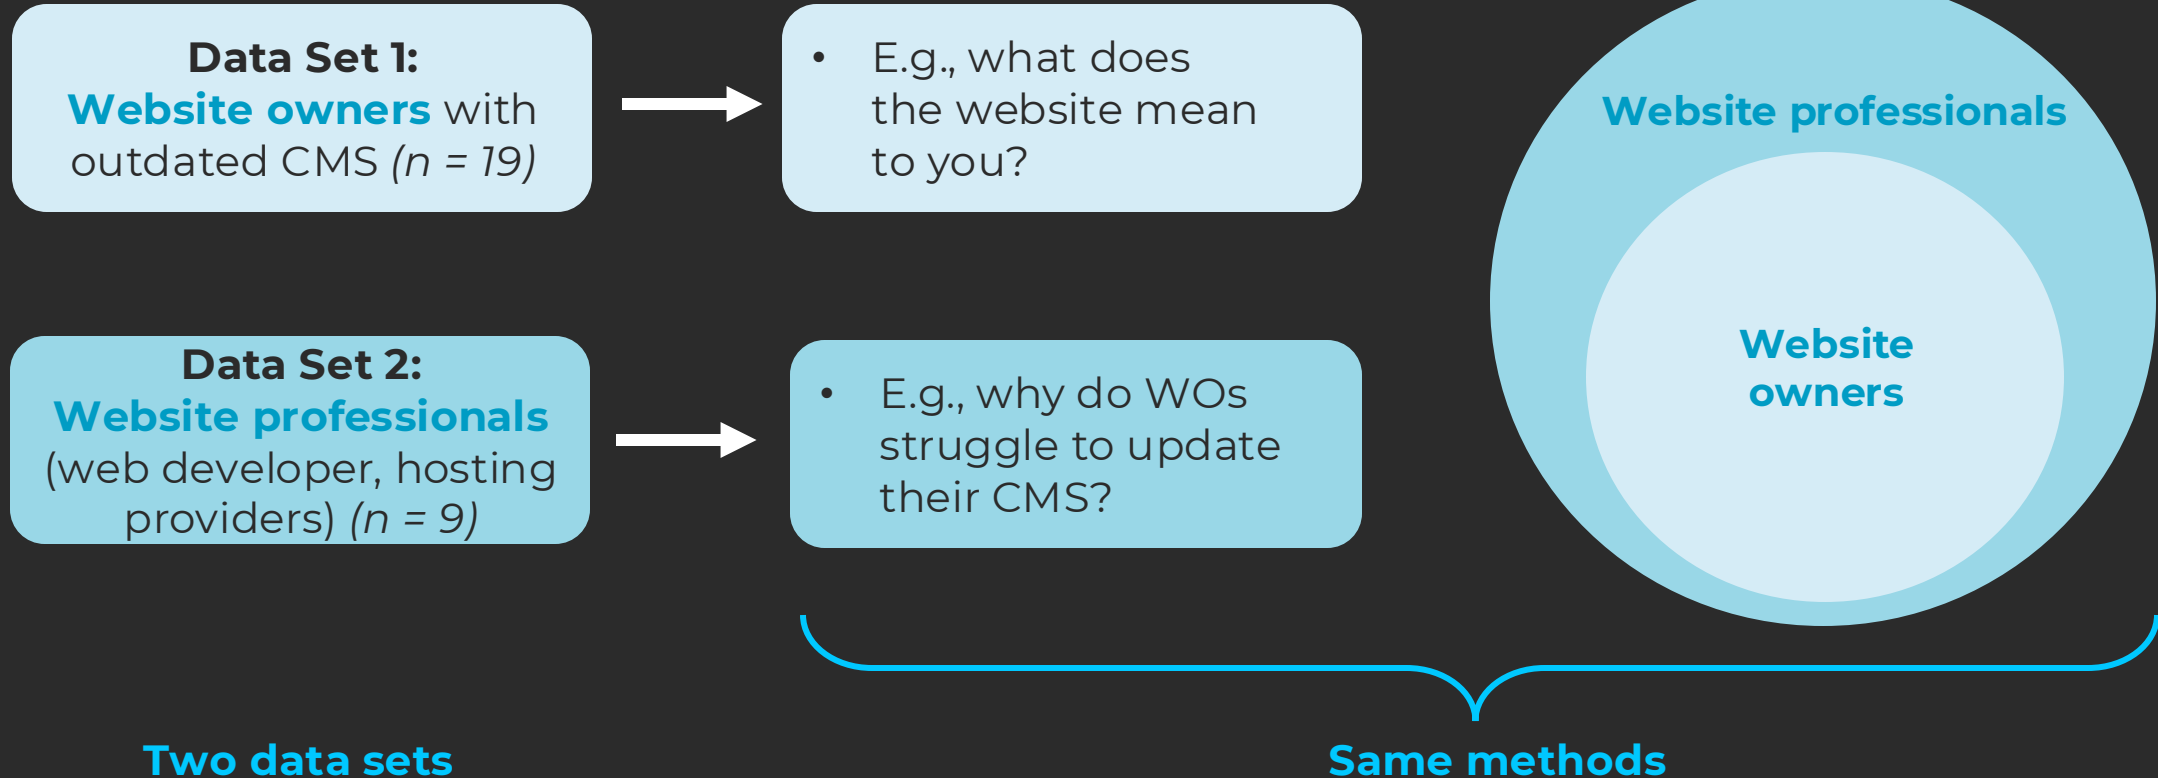 Data Set 1:
Website owners with
outdated CMS (n = 19)
• E.g., what does
the website mean
to you?
Website professionals
Website
owners
Data Set 2:
Website professionals
(web developer, hosting
providers) (n = 9)
• E.g., why do WOs
struggle to update
their CMS?
Two data sets
Same methods